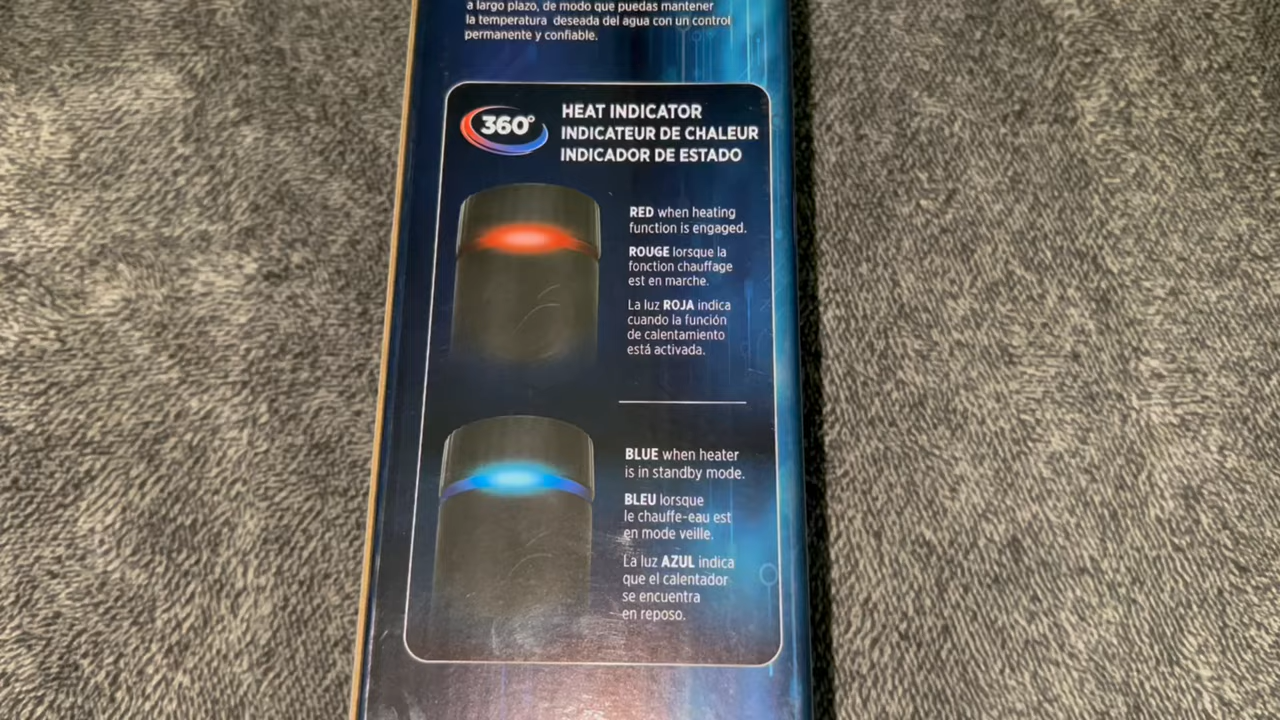 a largo plazo, de modo que puedas mantener
la temperatura deseada del agua con un control
permanente y confiable.
360°
HEAT INDICATOR
INDICATEUR DE CHALEUR
INDICADOR DE ESTADO
RED when heating
function is engaged.
ROUGE lorsque la
fonction chauffage
est en marche.
La luz ROJA indica
cuando la función
de calentamiento
está activada.
BLUE when heater
is in standby mode.
BLEU lorsque
le chauffe-eau est
en mode veille.
La luz AZUL indica
que el calentador
se encuentra
en reposo.